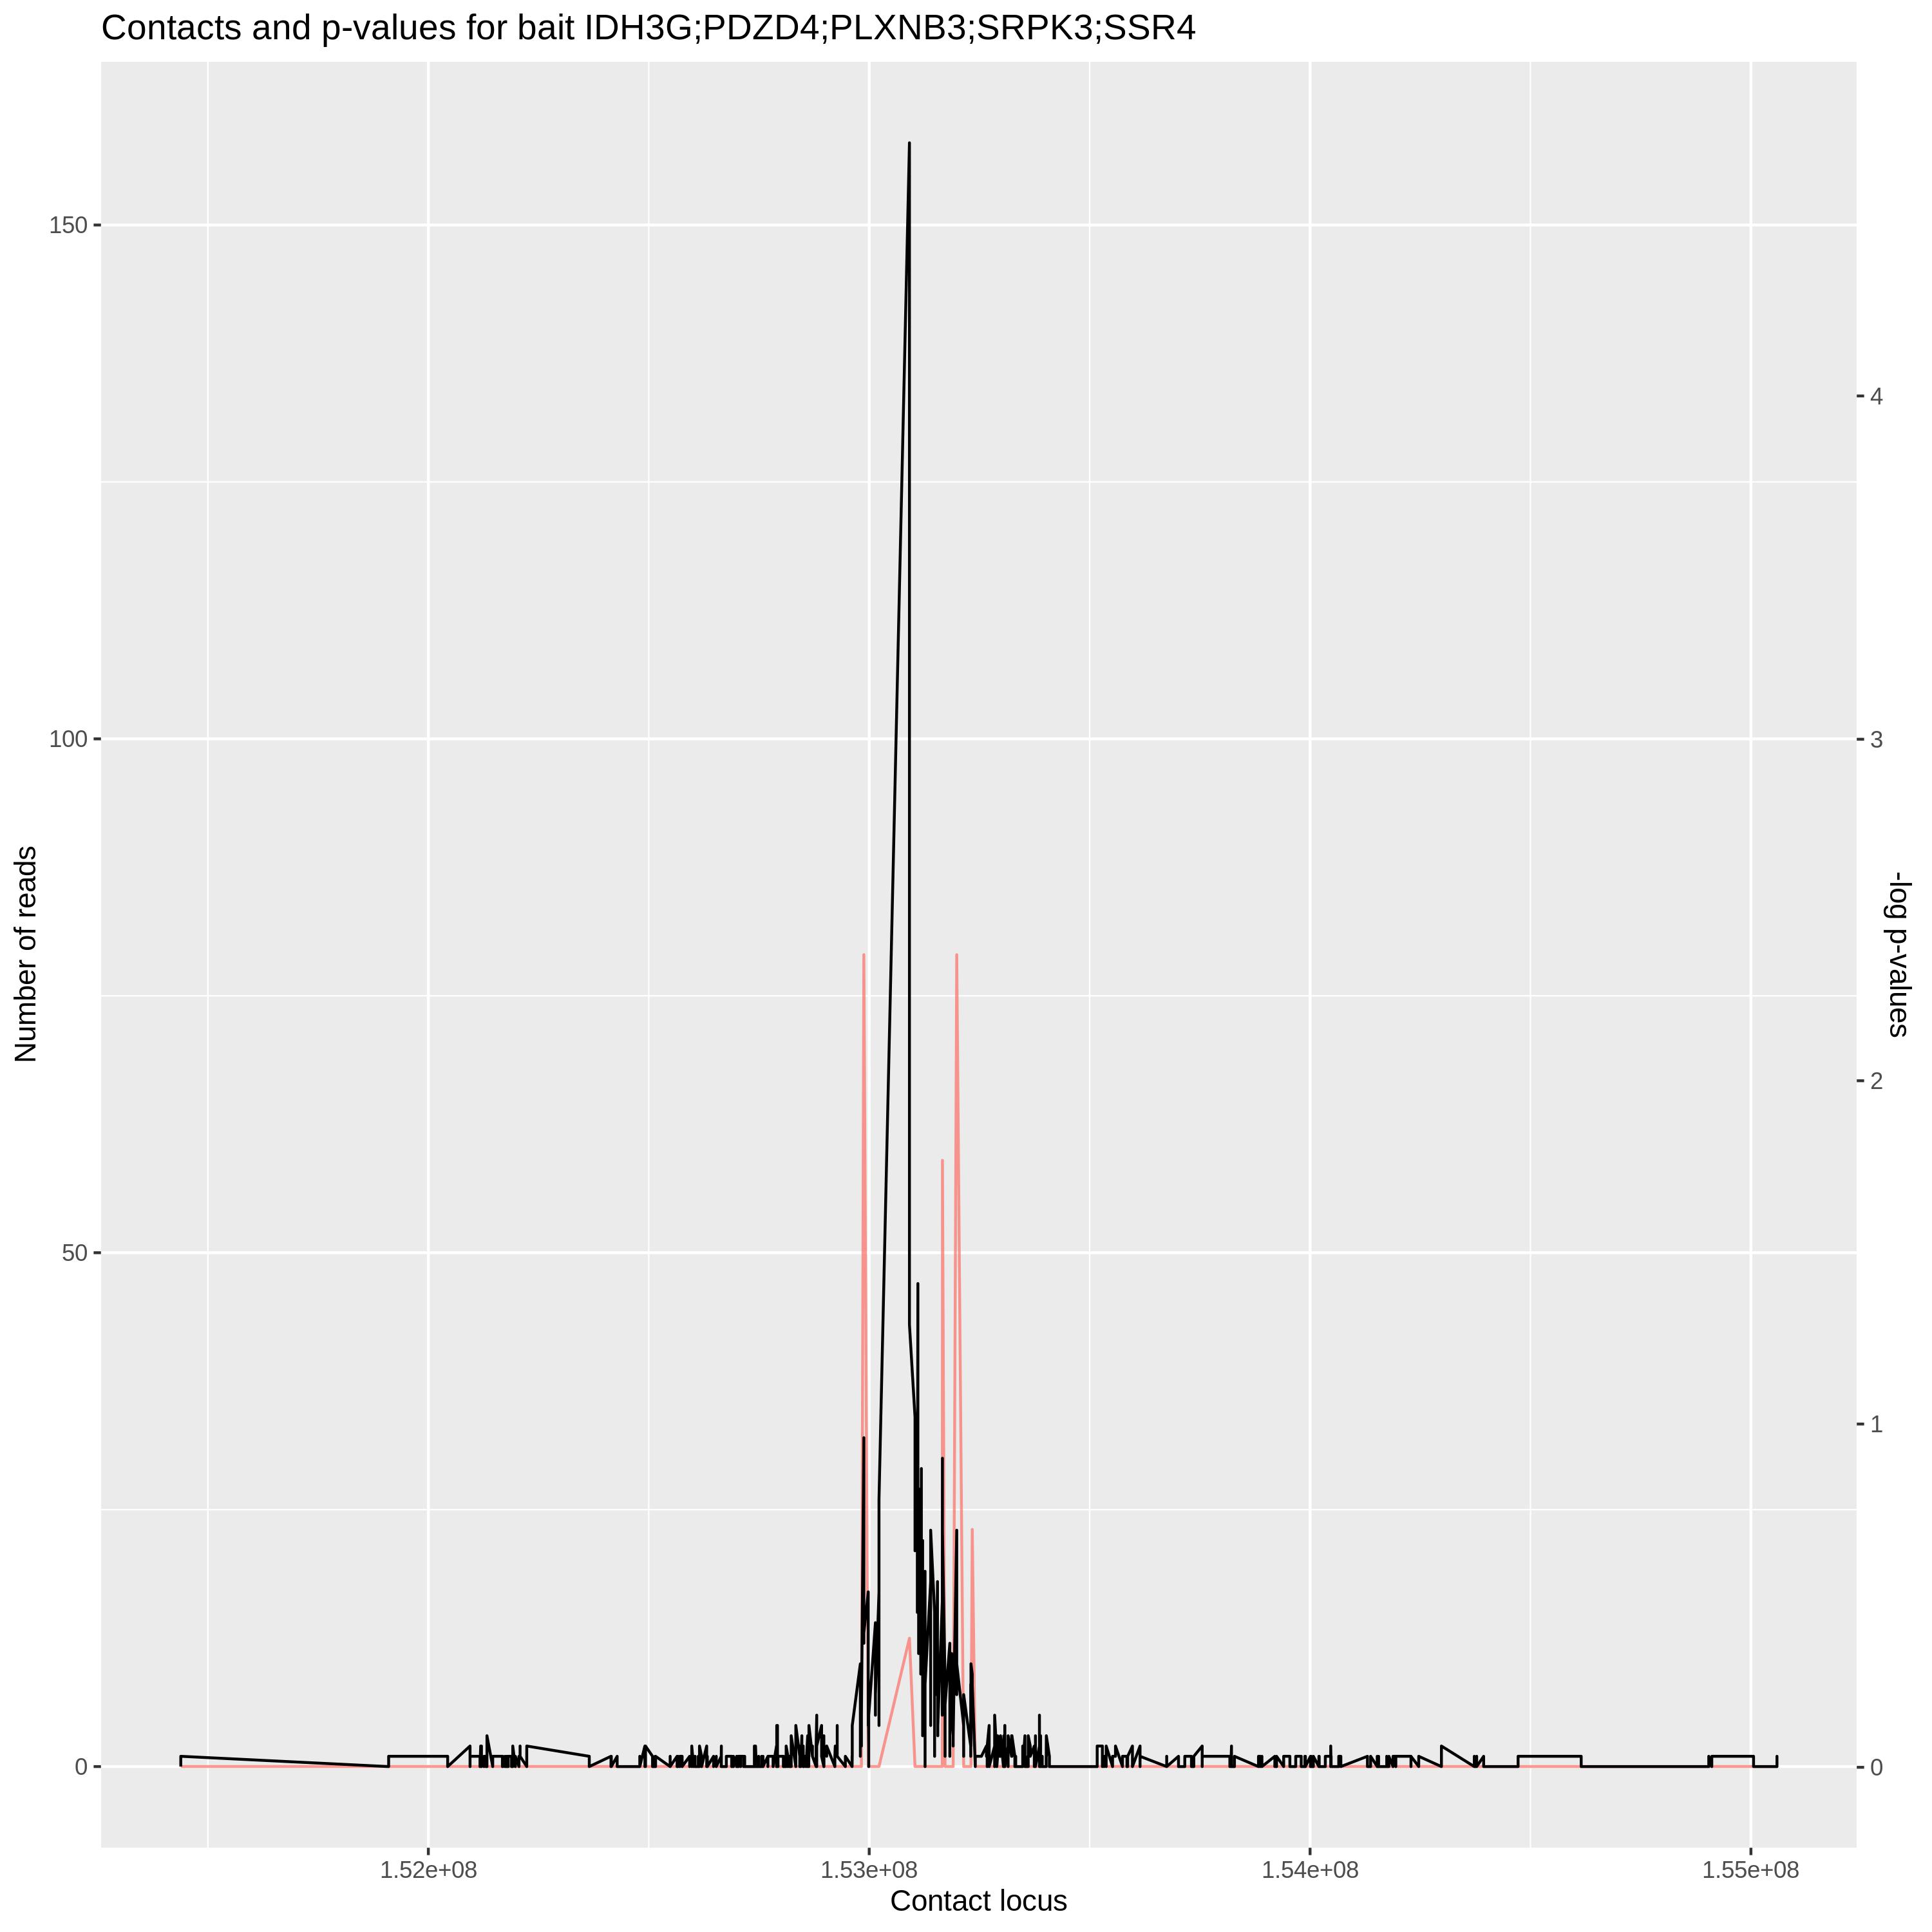 Contacts and p-values for bait IDH3G;PDZD4;PLXNB3;SRPK3;SSR4
150
100
50
0
Number of reads
4
3
2
1
0
-log p-values
1.52e+08
1.53e+08
1.54e+08
1.55e+08
Contact locus